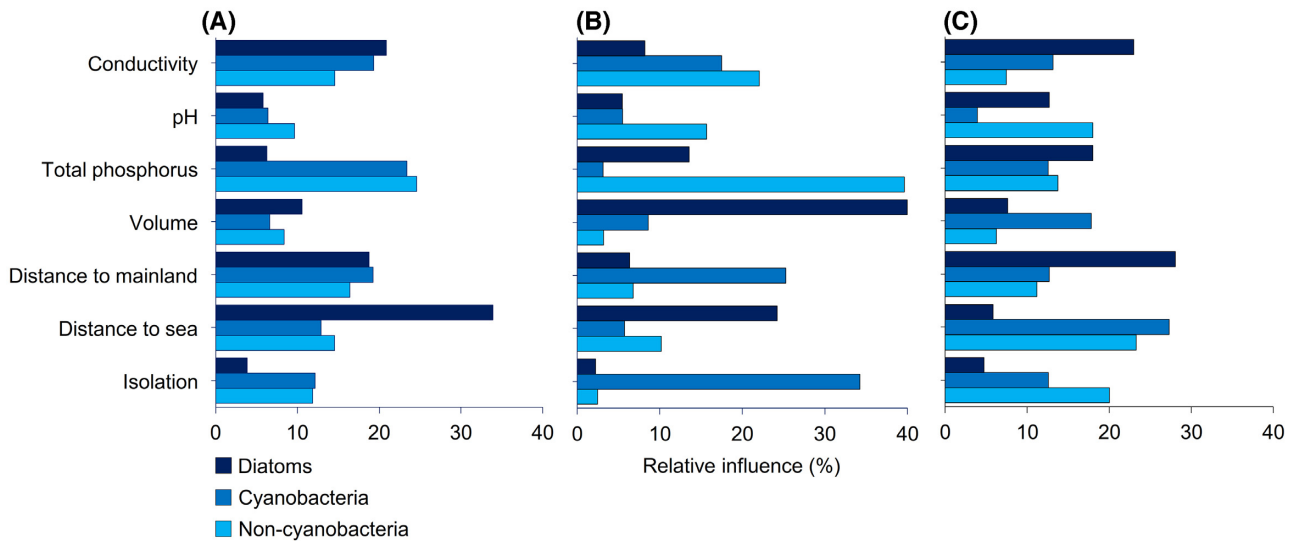 (A) (B) (C)
Conductivity
pH
Total phosphorus
Volume
Distance to mainland
Distance to sea
Isolation
0 10 20 30 40 0 10 20 30 40 0 10 20 30 40
Relative influence (%)
Diatoms
Cyanobacteria
Non-cyanobacteria